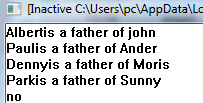 [Inactive C:\Users\pc\AppData\Lo
Albertis a father of john
Paulis a father of Ander
Dennyis a father of Moris
Parkis a father of Sunny
no